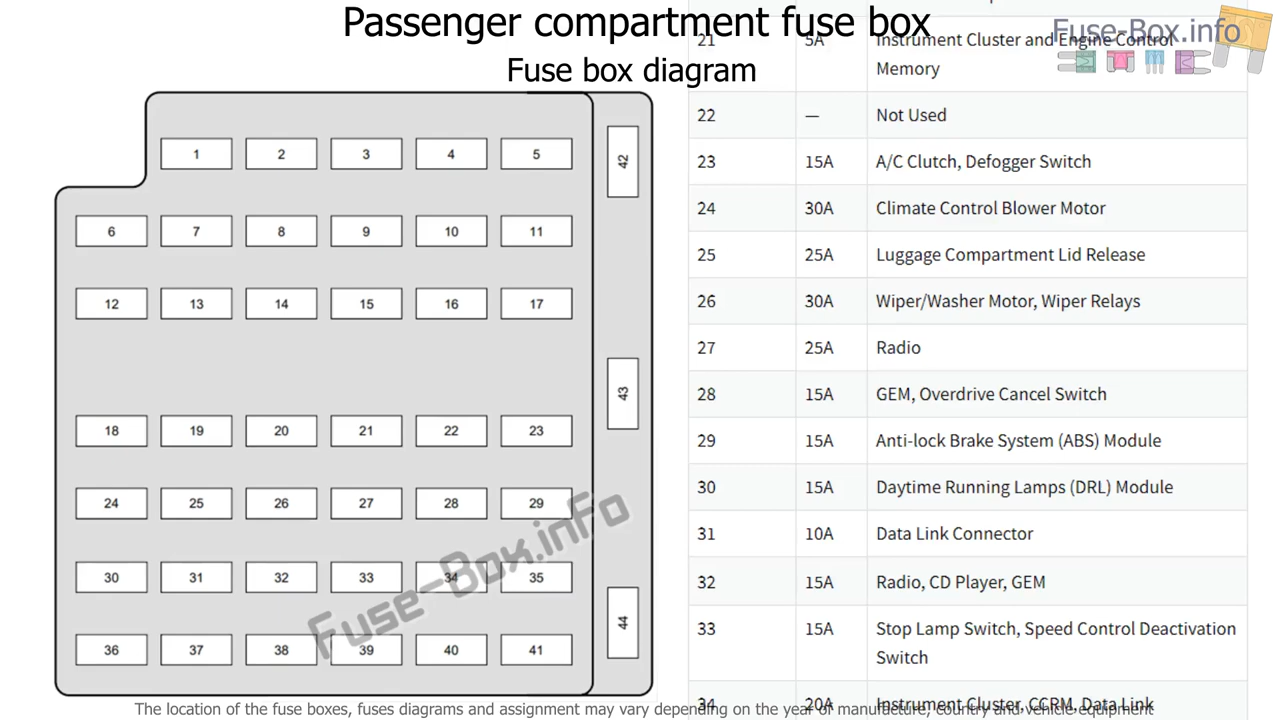 Passenger compartment fuse box
Fuse box diagram
Fuse-Box.info
1 2 3 4 5
42
6 7 8 9 10 11
12 13 14 15 16 17
43
18 19 20 21 22 23
24 25 26 27 28 29
30 31 32 33 34 35
44
36 37 38 39 40 41
Fuse-Box.info
21 5A Instrument Cluster and Engine Control
Memory
22 — Not Used
23 15A A/C Clutch, Defogger Switch
24 30A Climate Control Blower Motor
25 25A Luggage Compartment Lid Release
26 30A Wiper/Washer Motor, Wiper Relays
27 25A Radio
28 15A GEM, Overdrive Cancel Switch
29 15A Anti-lock Brake System (ABS) Module
30 15A Daytime Running Lamps (DRL) Module
31 10A Data Link Connector
32 15A Radio, CD Player, GEM
33 15A Stop Lamp Switch, Speed Control Deactivation
Switch
34 20A Instrument Cluster, CCRM, Data Link
The location of the fuse boxes, fuses diagrams and assignment may vary depending on the year of manufacture, country and vehicle equipment